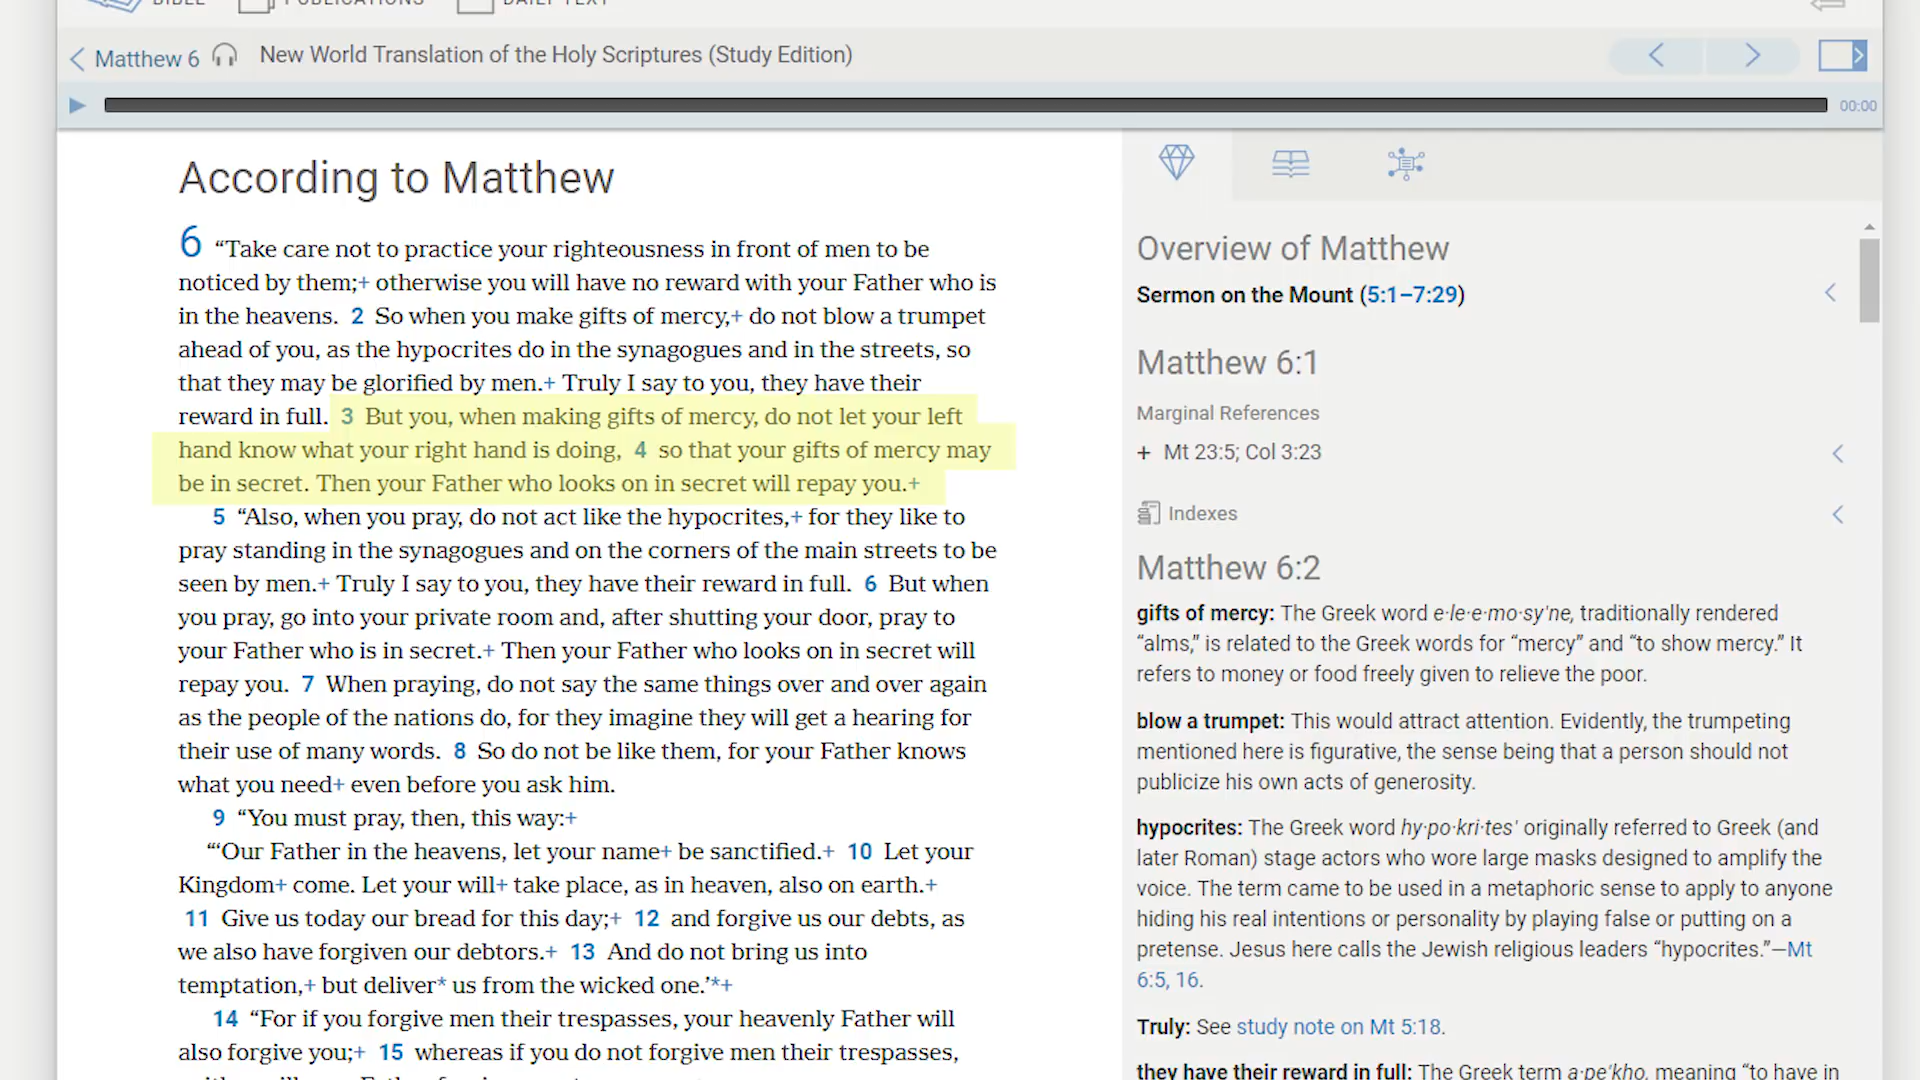 BIBLE PUBLICATIONS DAILY TEXT
Matthew 6 New World Translation of the Holy Scriptures (Study Edition)
00:00
According to Matthew
6 “Take care not to practice your righteousness in front of men to be
noticed by them;+ otherwise you will have no reward with your Father who is
in the heavens. 2 So when you make gifts of mercy,+ do not blow a trumpet
ahead of you, as the hypocrites do in the synagogues and in the streets, so
that they may be glorified by men.+ Truly I say to you, they have their
reward in full. 3 But you, when making gifts of mercy, do not let your left
hand know what your right hand is doing, 4 so that your gifts of mercy may
be in secret. Then your Father who looks on in secret will repay you.+
5 “Also, when you pray, do not act like the hypocrites,+ for they like to
pray standing in the synagogues and on the corners of the main streets to be
seen by men.+ Truly I say to you, they have their reward in full. 6 But when
you pray, go into your private room and, after shutting your door, pray to
your Father who is in secret.+ Then your Father who looks on in secret will
repay you. 7 When praying, do not say the same things over and over again
as the people of the nations do, for they imagine they will get a hearing for
their use of many words. 8 So do not be like them, for your Father knows
what you need+ even before you ask him.
9 “You must pray, then, this way:+
“‘Our Father in the heavens, let your name+ be sanctified.+ 10 Let your
Kingdom+ come. Let your will+ take place, as in heaven, also on earth.+
11 Give us today our bread for this day;+ 12 and forgive us our debts, as
we also have forgiven our debtors.+ 13 And do not bring us into
temptation,+ but deliver* us from the wicked one.’*+
14 “For if you forgive men their trespasses, your heavenly Father will
also forgive you;+ 15 whereas if you do not forgive men their trespasses,
Overview of Matthew
Sermon on the Mount (5:1–7:29)
Matthew 6:1
Marginal References
+ Mt 23:5; Col 3:23
Indexes
Matthew 6:2
gifts of mercy: The Greek word e·le·e·mo·sy′ne, traditionally rendered
“alms,” is related to the Greek words for “mercy” and “to show mercy.” It
refers to money or food freely given to relieve the poor.
blow a trumpet: This would attract attention. Evidently, the trumpeting
mentioned here is figurative, the sense being that a person should not
publicize his own acts of generosity.
hypocrites: The Greek word hy·po·kri·tes′ originally referred to Greek (and
later Roman) stage actors who wore large masks designed to amplify the
voice. The term came to be used in a metaphoric sense to apply to anyone
hiding his real intentions or personality by playing false or putting on a
pretense. Jesus here calls the Jewish religious leaders “hypocrites.”—Mt
6:5, 16.
Truly: See study note on Mt 5:18.
they have their reward in full: The Greek term a·pe′kho, meaning “to have in